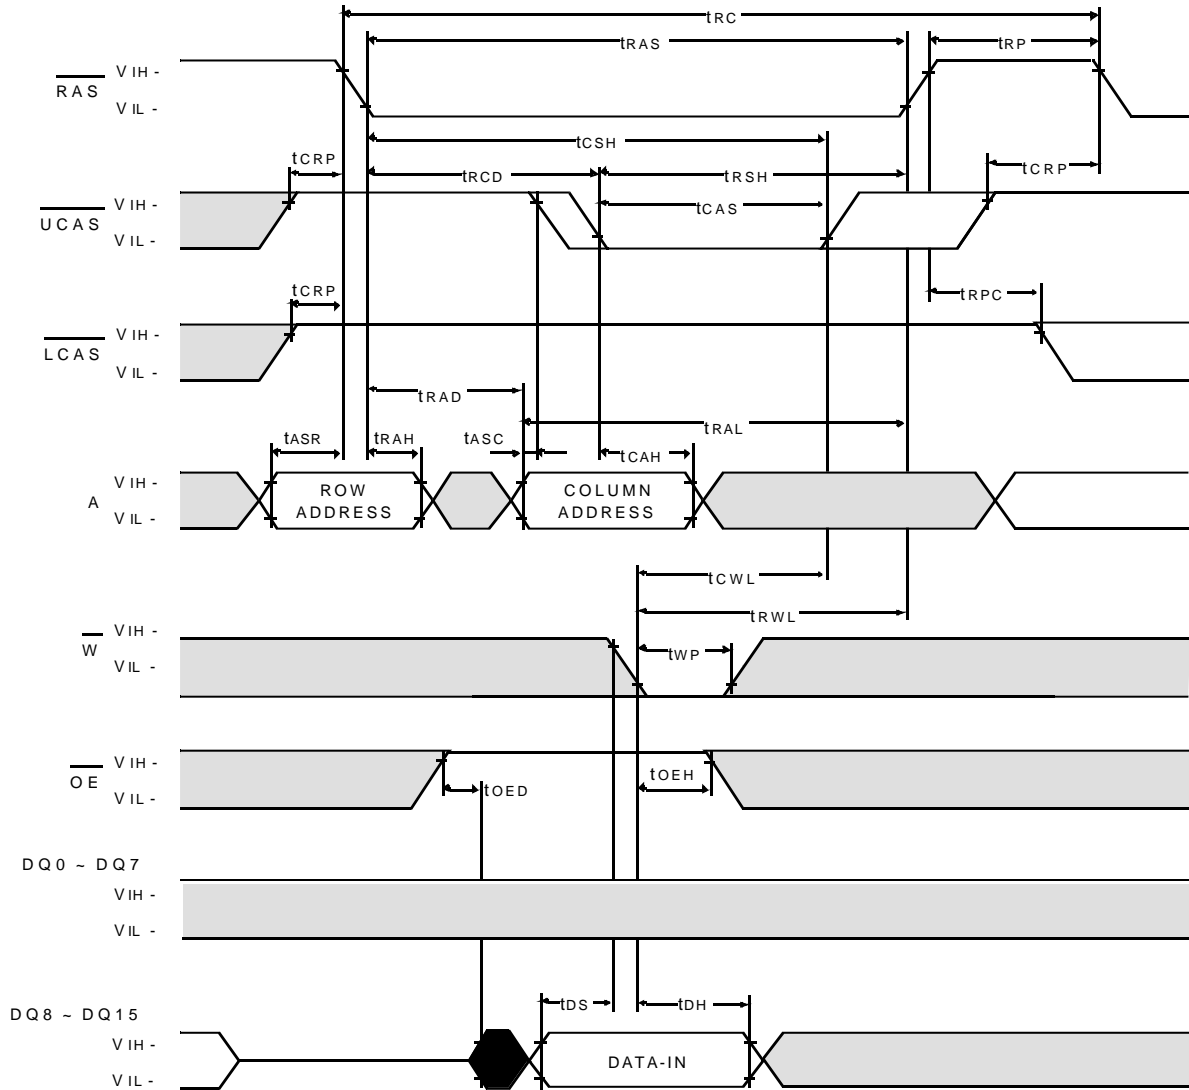 tRC
tRAS
tRP
RAS
VIH -
VIL -
tCSH
tCRP
tRCD
tRSH
tCRP
UCAS
VIH -
VIL -
tCAS
tCRP
tRPC
LCAS
VIH -
VIL -
tRAD
tRAL
tASR
tRAH
tASC
tCAH
A
VIH -
VIL -
ROW
ADDRESS
COLUMN
ADDRESS
tCWL
tRWL
W
VIH -
VIL -
tWP
OE
VIH -
VIL -
tOED
tOEH
DQ0 ~ DQ7
VIH -
VIL -
tDS
tDH
DQ8 ~ DQ15
VIH -
VIL -
DATA-IN